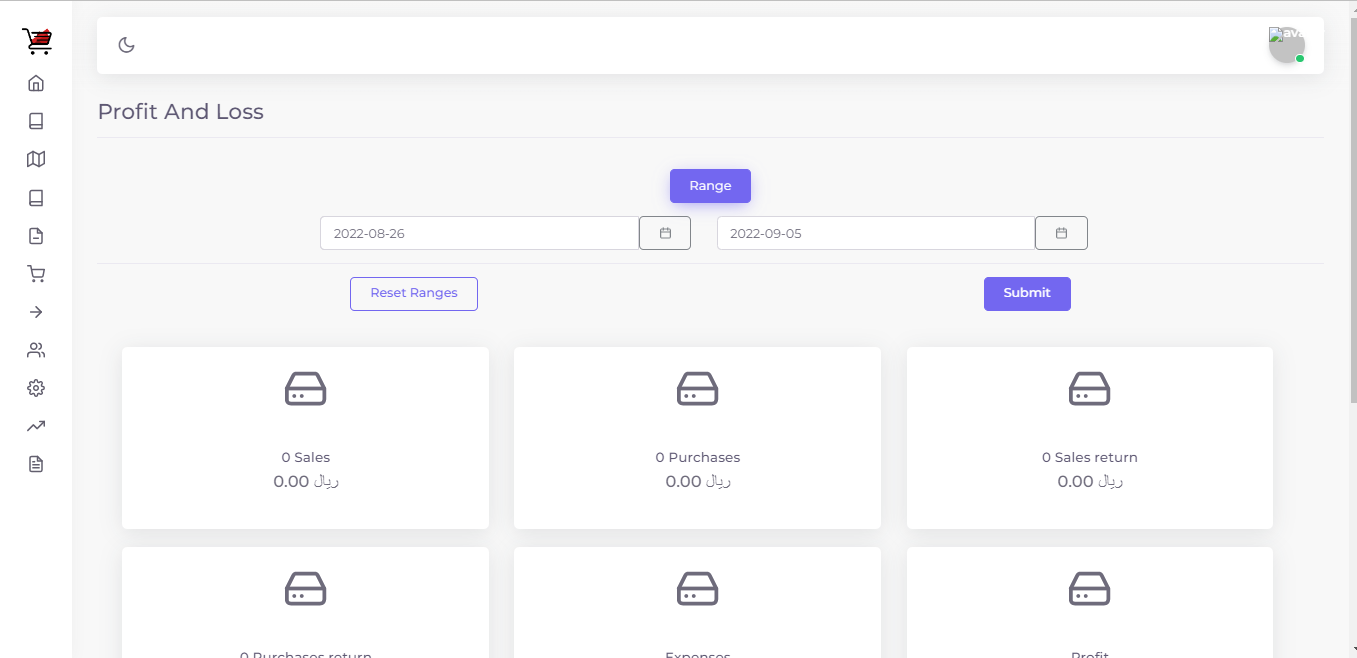 Profit And Loss
Range
2022-08-26
2022-09-05
Reset Ranges
Submit
0 Sales
0.00 ريال
0 Purchases
0.00 ريال
0 Sales return
0.00 ريال
0 Purchases return
Expenses
Profit